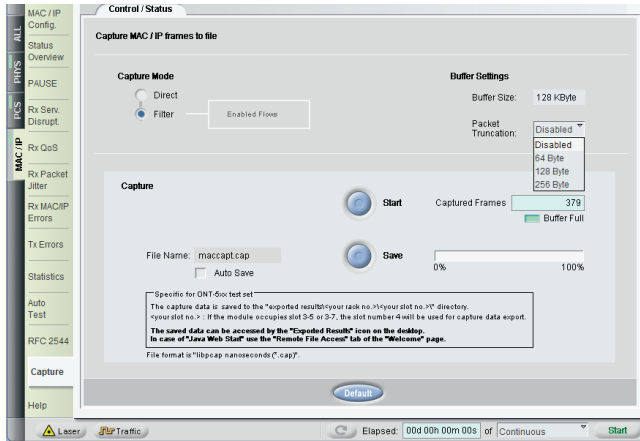 MAC / IP
Config.
Status
Overview
PAUSE
Rx Serv.
Disrupt.
Rx QoS
Rx Packet
Jitter
Rx MAC/IP
Errors
Tx Errors
Statistics
Auto
Test
RFC 2544
Capture
Help
ALL
PHYS
PCS
MAC / IP
Control / Status
Capture MAC / IP frames to file
Capture Mode
Direct
Filter
Enabled Flows
Buffer Settings
Buffer Size: 128 KByte
Packet
Truncation: Disabled
Disabled
64 Byte
128 Byte
256 Byte
Capture
Start
Captured Frames 379
Buffer Full
File Name: maccapt.cap
Auto Save
Save
0% 100%
Specific for ONT-5xx test set
The capture data is saved to the "exported results\<your rack no.>\<your slot no.>\" directory.
<your slot no.> : If the module occupies slot 3-5 or 3-7, the slot number 4 will be used for capture data export.
The saved data can be accessed by the "Exported Results" icon on the desktop.
In case of "Java Web Start" use the "Remote File Access" tab of the "Welcome" page.
File format is "libpcap nanoseconds (*.cap)".
Default
Laser
Traffic
Elapsed: 00d 00h 00m 00s of Continuous
Start